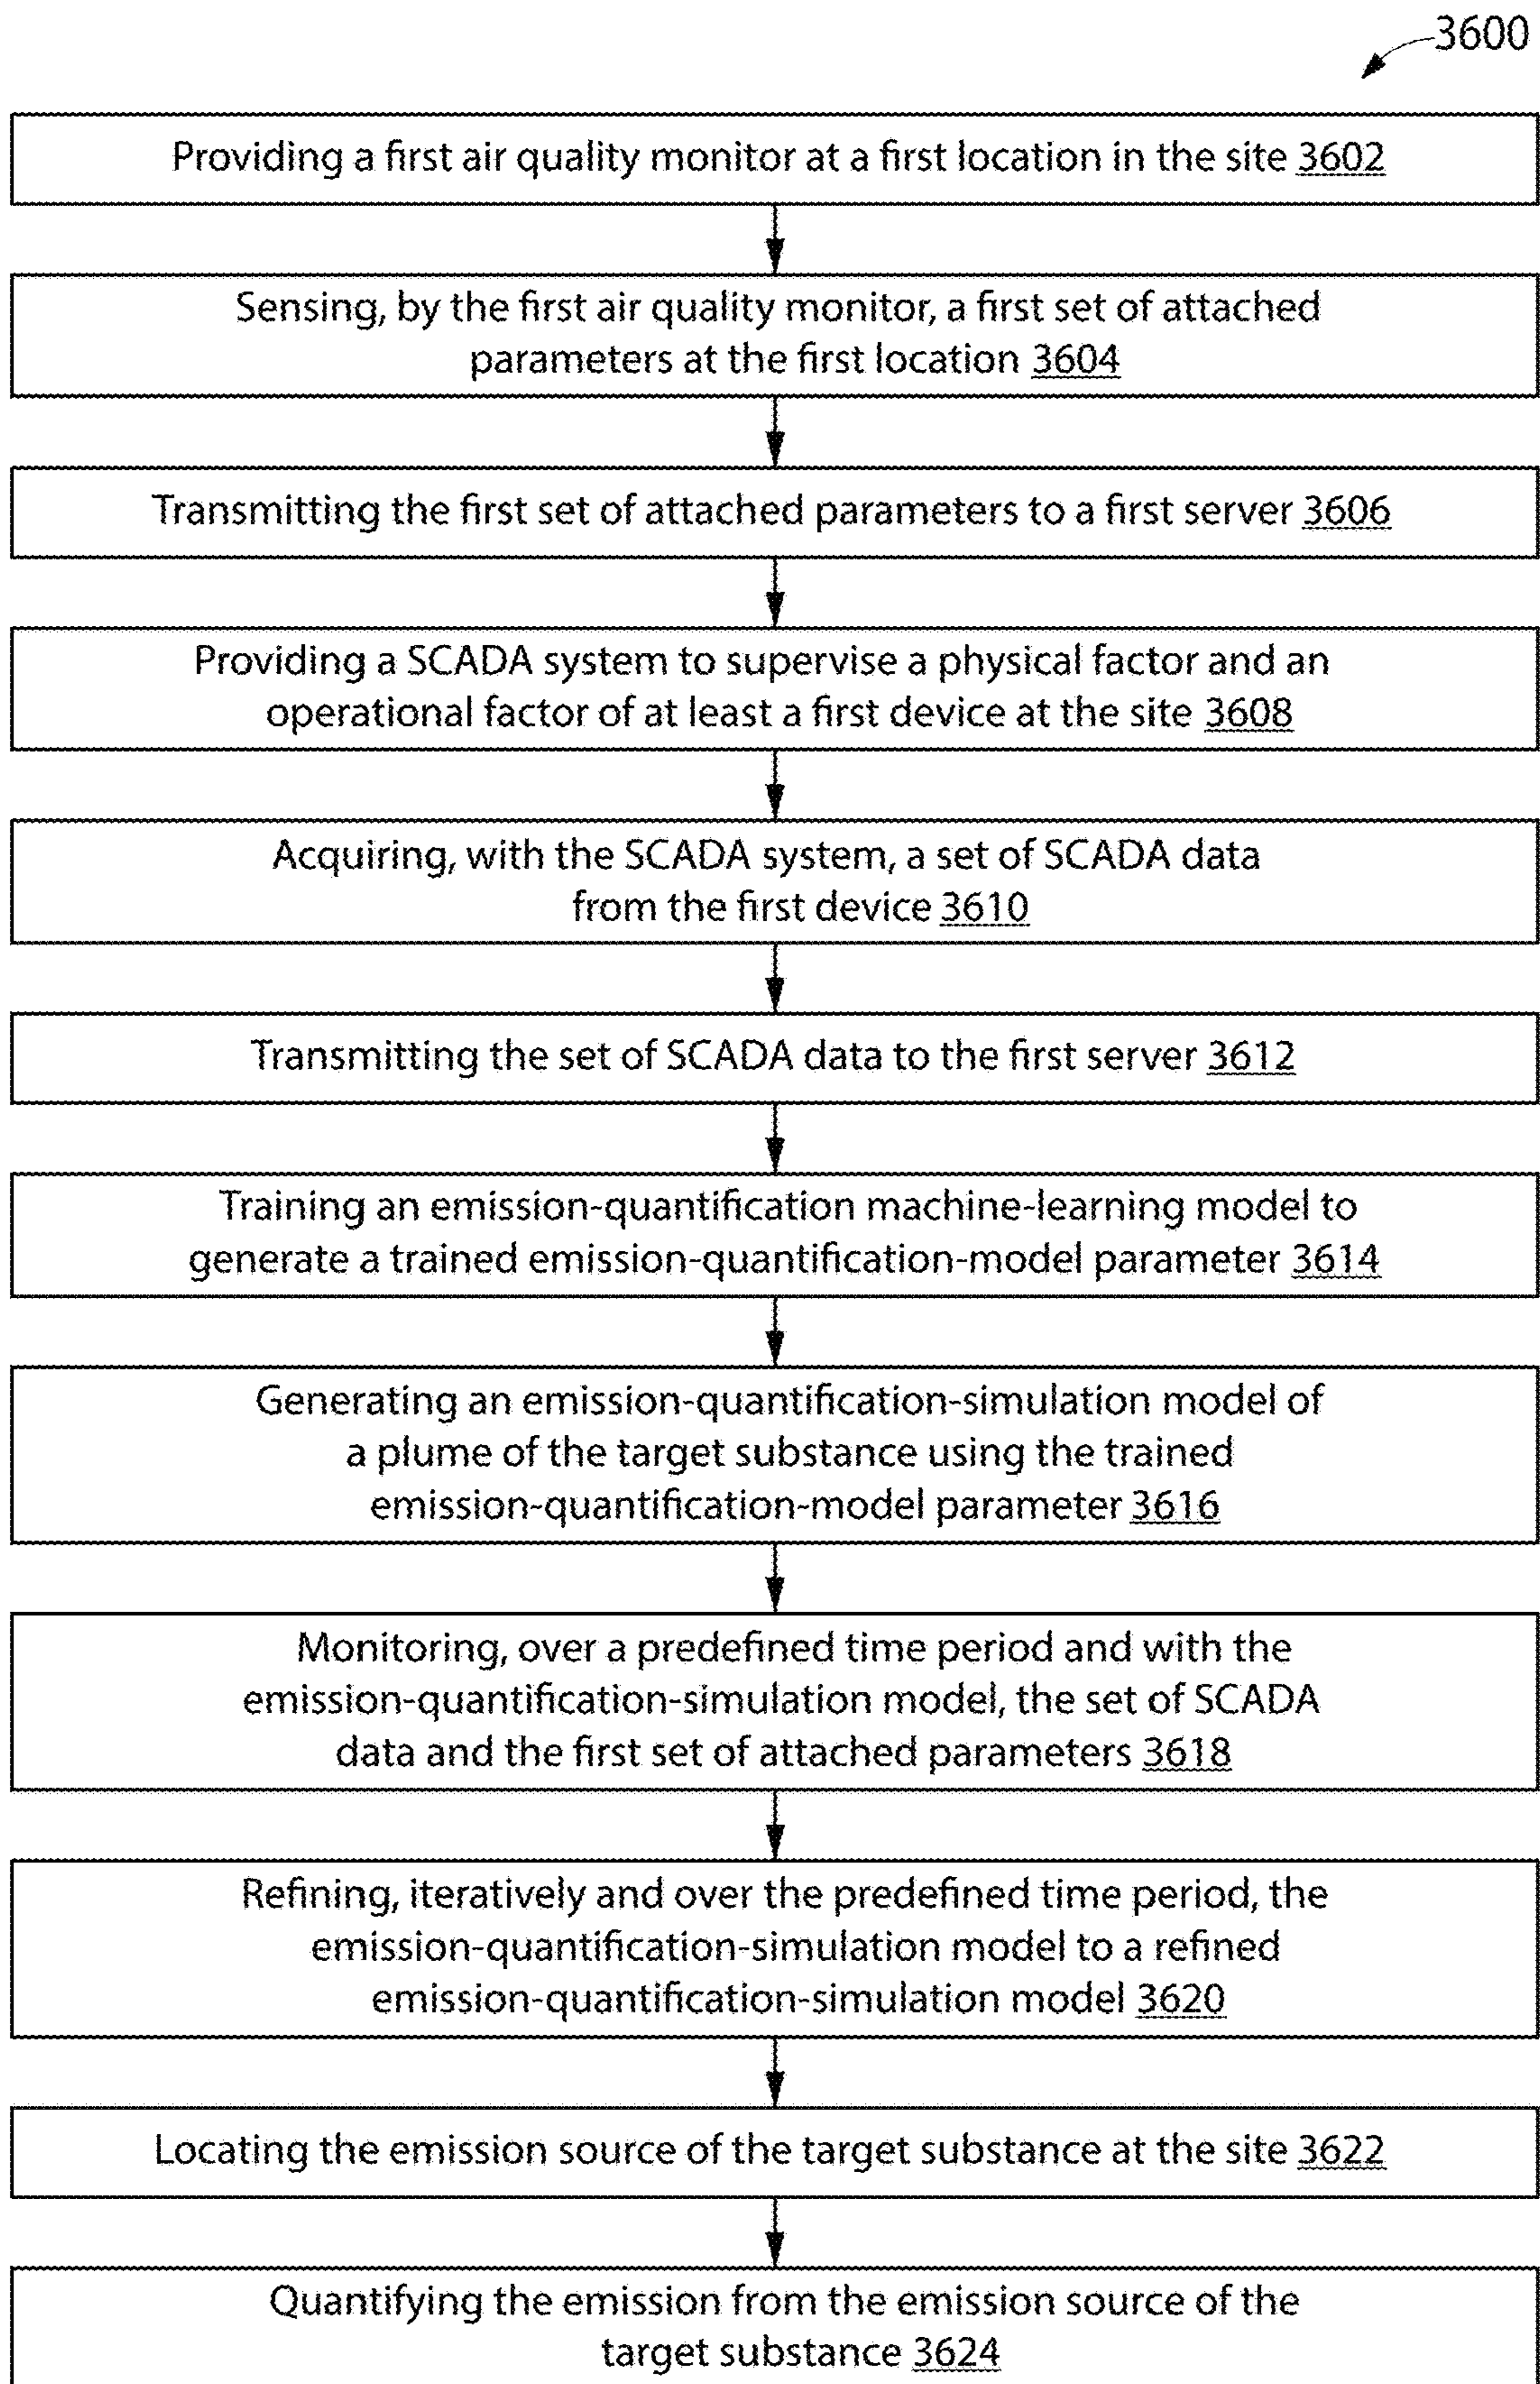 3600
Providing a first air quality monitor at a first location in the site 3602
Sensing, by the first air quality monitor, a first set of attached
parameters at the first location 3604
Transmitting the first set of attached parameters to a first server 3606
Providing a SCADA system to supervise a physical factor and an
operational factor of at least a first device at the site 3608
Acquiring, with the SCADA system, a set of SCADA data
from the first device 3610
Transmitting the set of SCADA data to the first server 3612
Training an emission-quantification machine-learning model to
generate a trained emission-quantification-model parameter 3614
Generating an emission-quantification-simulation model of
a plume of the target substance using the trained
emission-quantification-model parameter 3616
Monitoring, over a predefined time period and with the
emission-quantification-simulation model, the set of SCADA
data and the first set of attached parameters 3618
Refining, iteratively and over the predefined time period, the
emission-quantification-simulation model to a refined
emission-quantification-simulation model 3620
Locating the emission source of the target substance at the site 3622
Quantifying the emission from the emission source of the
target substance 3624